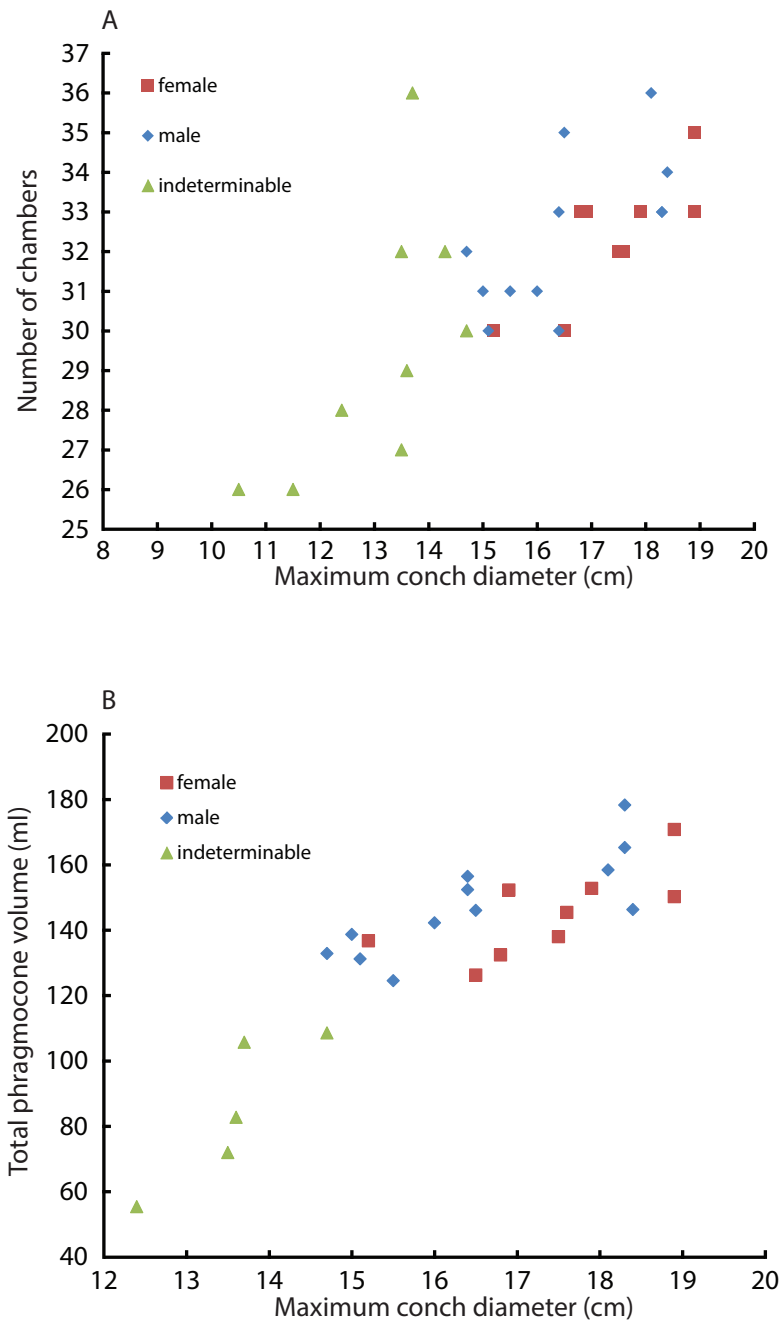 A
37
36
35
34
33
32
31
30
29
28
27
26
25
Number of chambers
female
male
indeterminable
8 9 10 11 12 13 14 15 16 17 18 19 20
Maximum conch diameter (cm)
B
200
180
160
140
120
100
80
60
40
Total phragmocone volume (ml)
female
male
indeterminable
12 13 14 15 16 17 18 19 20
Maximum conch diameter (cm)